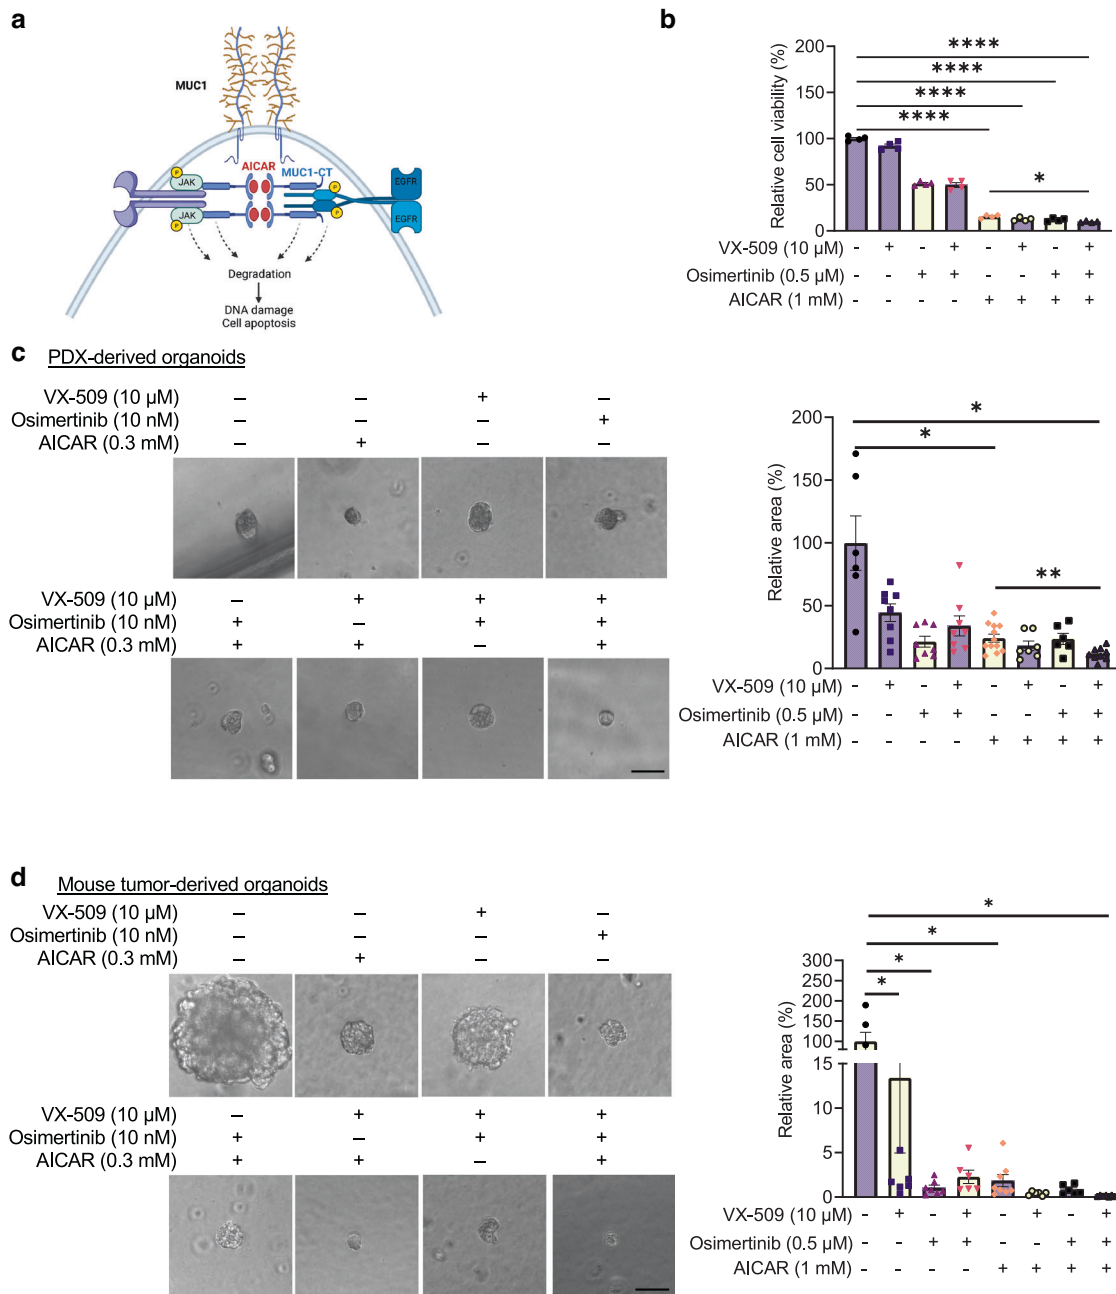 a
MUC1
AICAR
MUC1-CT
P
JAK
P
EGFR
JAK
P
P
EGFR
Degradation
DNA damage
Cell apoptosis
b
Relative cell viability (%)
200
150
100
50
0
****
****
****
****
*
VX-509 (10 µM) - + - + - + - +
Osimertinib (0.5 µM) - - + + - - + +
AICAR (1 mM) - - - - + + + +
c PDX-derived organoids
VX-509 (10 µM) – – + –
Osimertinib (10 nM) – – – +
AICAR (0.3 mM) – + – –
VX-509 (10 µM) – + + +
Osimertinib (10 nM) + – + +
AICAR (0.3 mM) + + – +
Relative area (%)
200
150
100
50
0
*
*
**
VX-509 (10 µM) - + - + - + - +
Osimertinib (0.5 µM) - - + + - - + +
AICAR (1 mM) - - - - + + + +
d Mouse tumor-derived organoids
VX-509 (10 µM) – – + –
Osimertinib (10 nM) – – – +
AICAR (0.3 mM) – + – –
VX-509 (10 µM) – + + +
Osimertinib (10 nM) + – + +
AICAR (0.3 mM) + + – +
Relative area (%)
300
250
200
150
100
15
10
5
0
*
*
*
*
VX-509 (10 µM) - + - + - + - +
Osimertinib (0.5 µM) - - + + - - + +
AICAR (1 mM) - - - - + + + +